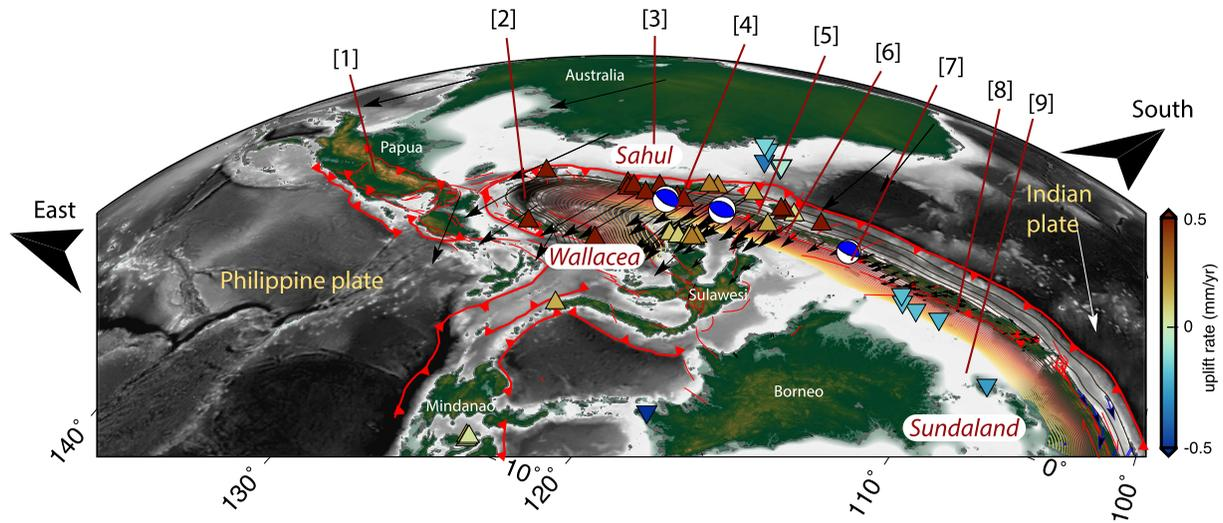 [1]
[2]
[3]
[4]
[5]
[6]
[7]
[8]
[9]
Australia
South
Papua
Sahul
Indian
plate
East
Wallacea
Philippine plate
Sulawesi
0.5
0
-0.5
uplift rate (mm/yr)
Borneo
Mindanao
Sundaland
140°
130°
10°
120°
110°
0°
100°